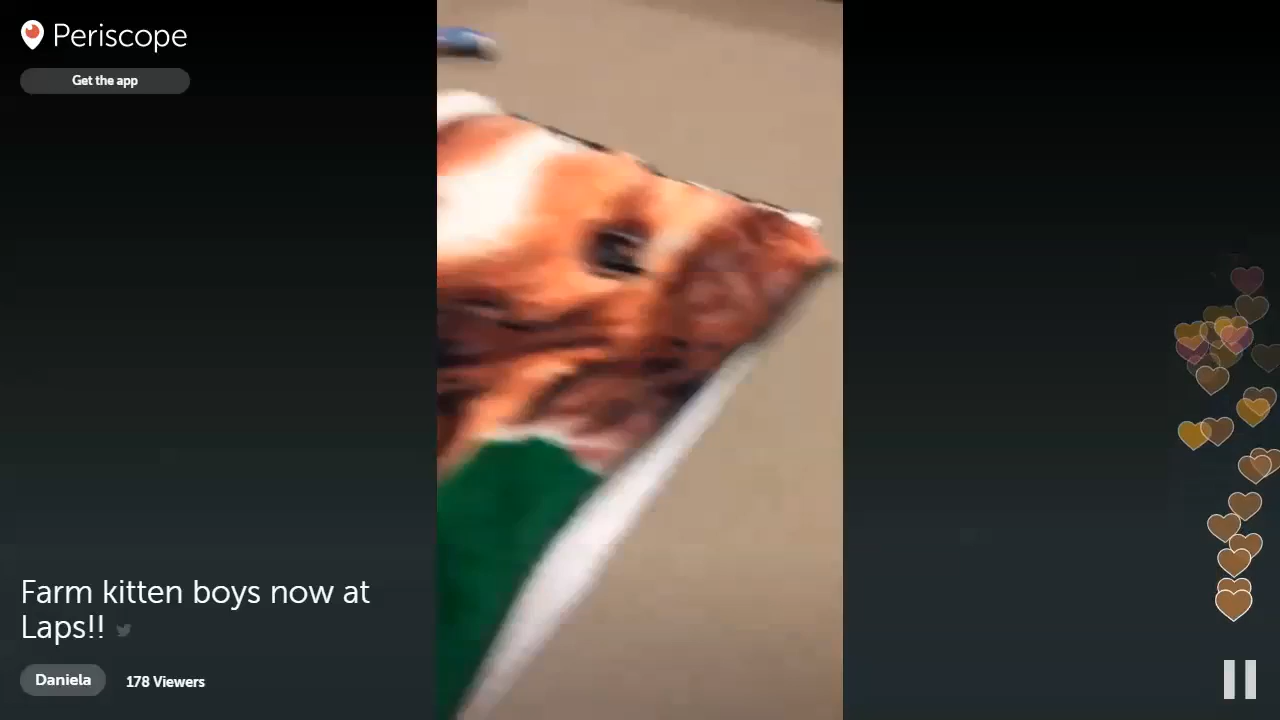 Periscope
Get the app
Farm kitten boys now at
Laps!!
Daniela
178 Viewers